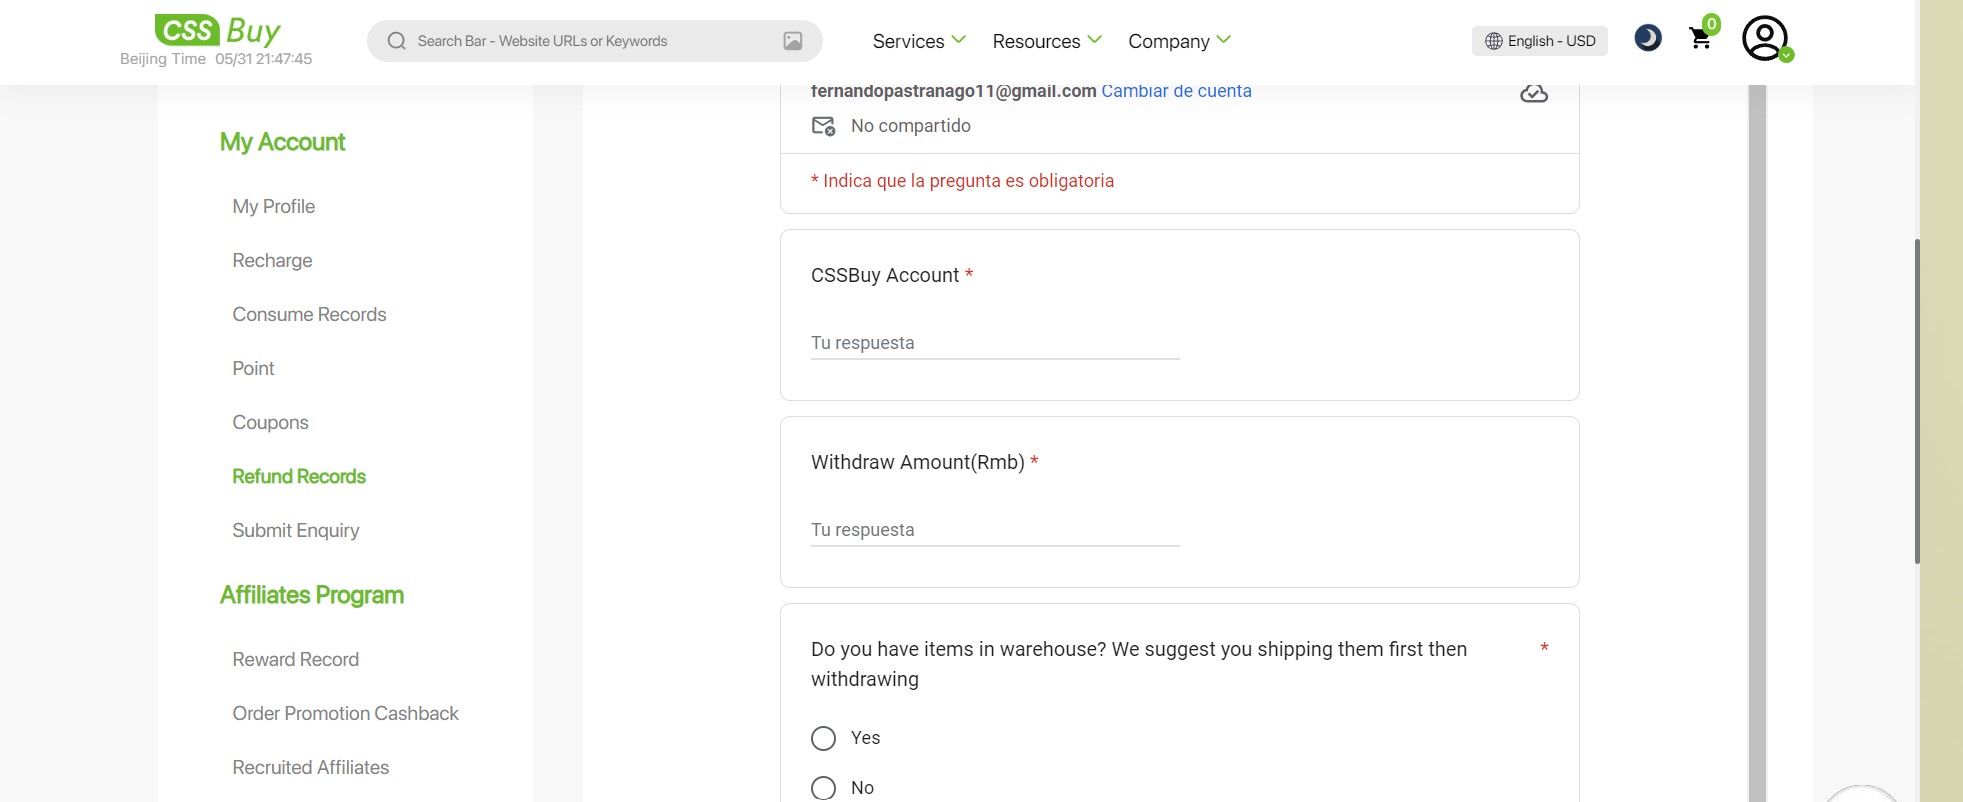 CSS Buy
Beijing Time 05/31 21:47:45
Search Bar - Website URLs or Keywords
Services
Resources
Company
English - USD
0
My Account
My Profile
Recharge
Consume Records
Point
Coupons
Refund Records
Submit Enquiry
Affiliates Program
Reward Record
Order Promotion Cashback
Recruited Affiliates
fernandopastranago11@gmail.com Cambiar de cuenta
No compartido
* Indica que la pregunta es obligatoria
CSSBuy Account *
Tu respuesta
Withdraw Amount(Rmb) *
Tu respuesta
Do you have items in warehouse? We suggest you shipping them first then *
withdrawing
Yes
No